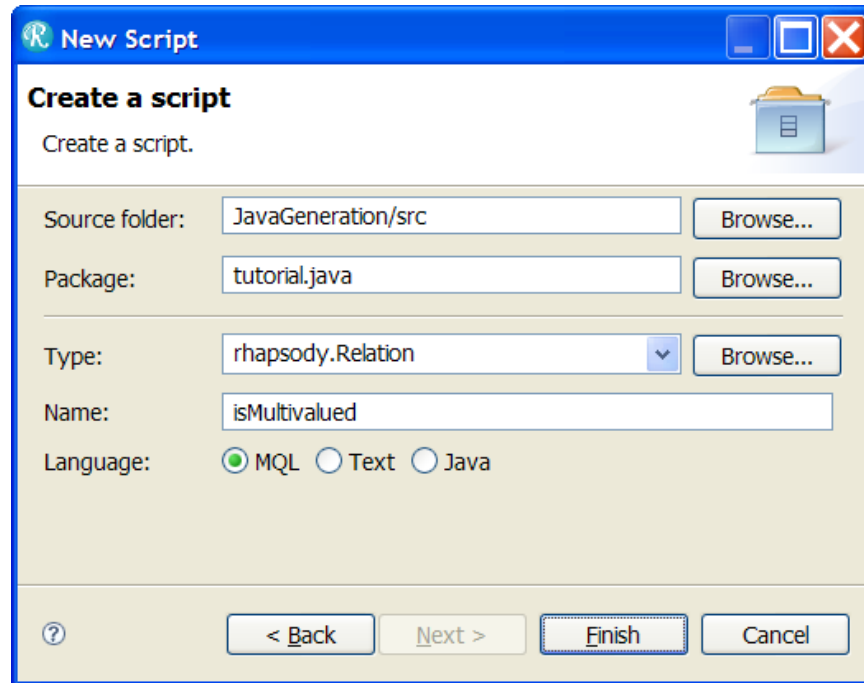 New Script
Create a script
Create a script.
Source folder: JavaGeneration/src Browse...
Package: tutorial.java Browse...
Type: rhapsody.Relation Browse...
Name: isMultivalued
Language: MQL Text Java
? < Back Next > Finish Cancel